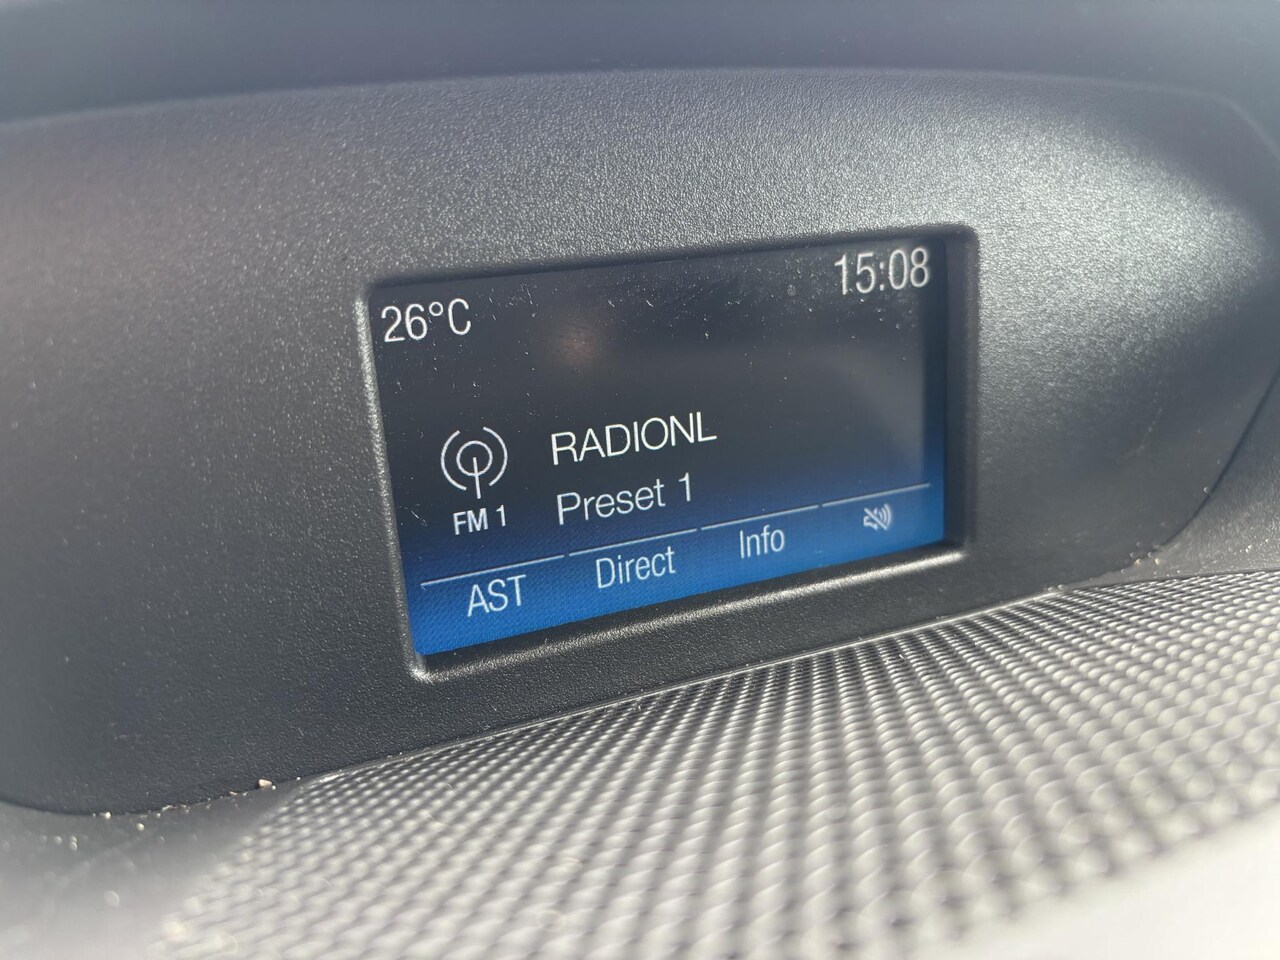 26°C 15:08
RADIONL
FM 1 Preset 1
AST Direct Info